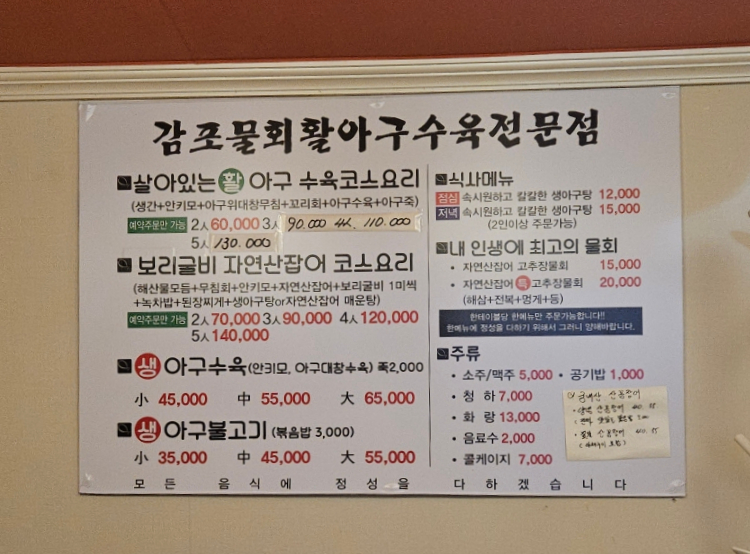 감포물회활아구수육전문점
살아있는 활 아구 수육코스요리
(생간+안키모+아구위대창무침+꼬리회+아구수육+아구죽)
예약주문만 가능 2人 60,000 3人 90.000 4人. 110.000
5人 130.000
보리굴비 자연산잡어 코스요리
(해산물모듬+무침회+안키모+자연산잡어+보리굴비 1미씩
+녹차밥+된장찌게+생아구탕or자연산잡어 매운탕)
예약주문만 가능 2人 70,000 3人 90,000 4人 120,000
5人 140,000
생 아구수육(안키모, 아구대창수육) 죽2,000
小 45,000 中 55,000 大 65,000
생 아구불고기 (볶음밥 3,000)
小 35,000 中 45,000 大 55,000
식사메뉴
점심 속시원하고 칼칼한 생아구탕 12,000
저녁 속시원하고 칼칼한 생아구탕 15,000
(2인이상 주문가능)
내 인생에 최고의 물회
• 자연산잡어 고추장물회 15,000
• 자연산잡어 특 고추장물회 20,000
(해삼+전복+멍게+등)
한테이블당 한메뉴만 주문가능합니다!!
한메뉴에 정성을 다하기 위해서 그러니 양해바랍니다.
주류
• 소주/맥주 5,000 • 공기밥 1,000
• 청 하 7,000
• 화 랑 13,000
• 음료수 2,000
• 콜케이지 7,000
산꼼장어
산꼼장어
모든 음식에 정성을 다하겠습니다